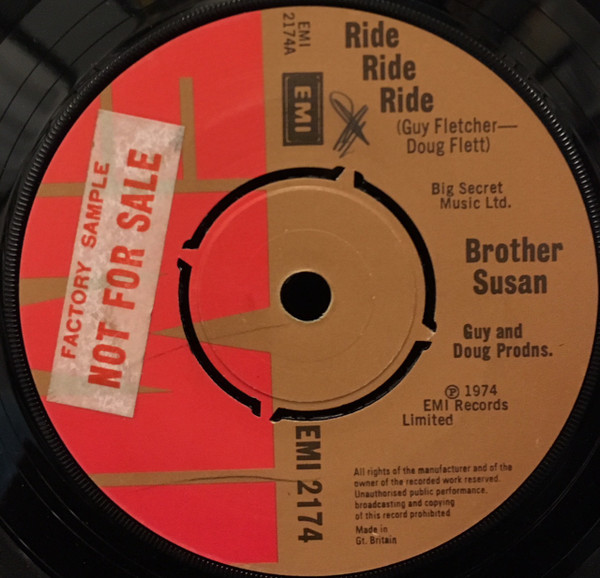 EMI
2174A
EMI
Ride
Ride
Ride
(Guy Fletcher—
Doug Flett)
Big Secret
Music Ltd.
FACTORY SAMPLE
NOT FOR SALE
Brother
Susan
Guy and
Doug Prodns.
Ⓟ 1974
EMI Records
Limited
EMI 2174
All rights of the manufacturer and of the
owner of the recorded work reserved.
Unauthorised public performance,
broadcasting and copying
of this record prohibited
Made in
Gt. Britain